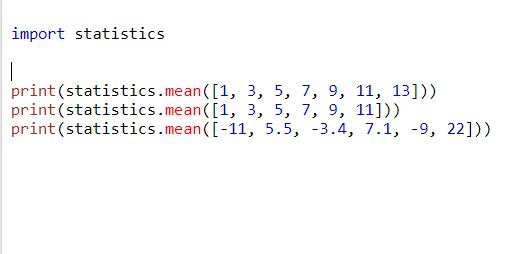 import statistics
print(statistics.mean([1, 3, 5, 7, 9, 11, 13]))
print(statistics.mean([1, 3, 5, 7, 9, 11]))
print(statistics.mean([-11, 5.5, -3.4, 7.1, -9, 22]))